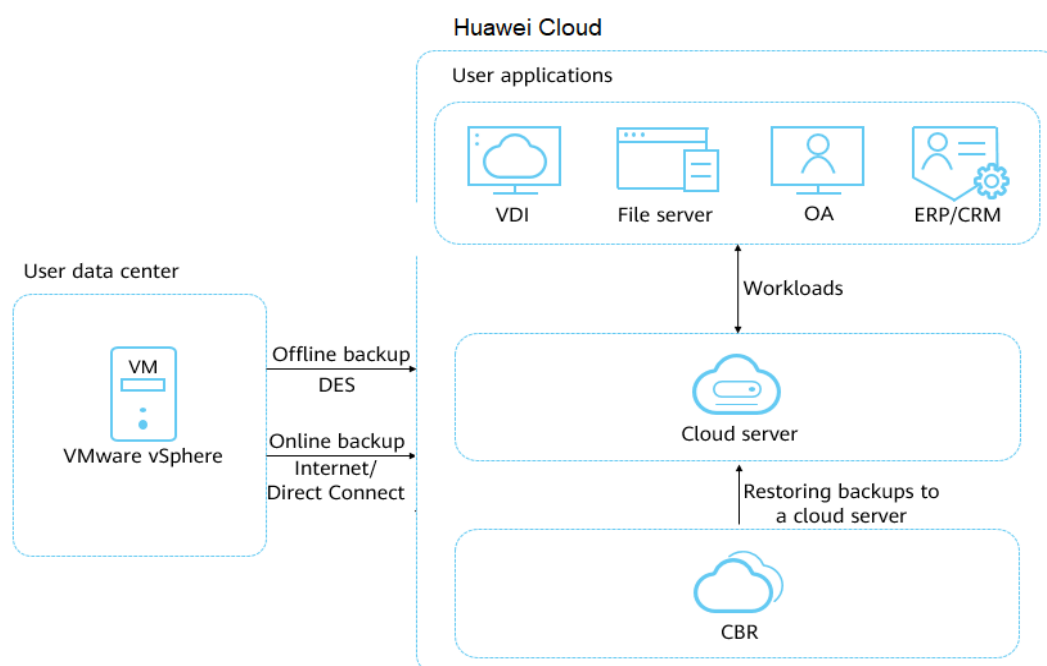 Huawei Cloud
User applications
VDI
File server
OA
ERP/CRM
Workloads
User data center
VM
VMware vSphere
Offline backup
DES
Online backup
Internet/
Direct Connect
Cloud server
Restoring backups to
a cloud server
CBR